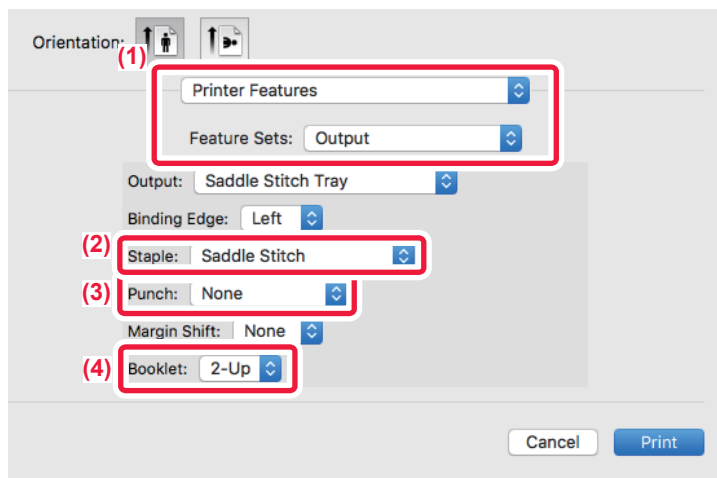 Orientation:
(1)
Printer Features
Feature Sets: Output
Output: Saddle Stitch Tray
Binding Edge: Left
(2) Staple: Saddle Stitch
(3) Punch: None
Margin Shift: None
(4) Booklet: 2-Up
Cancel Print